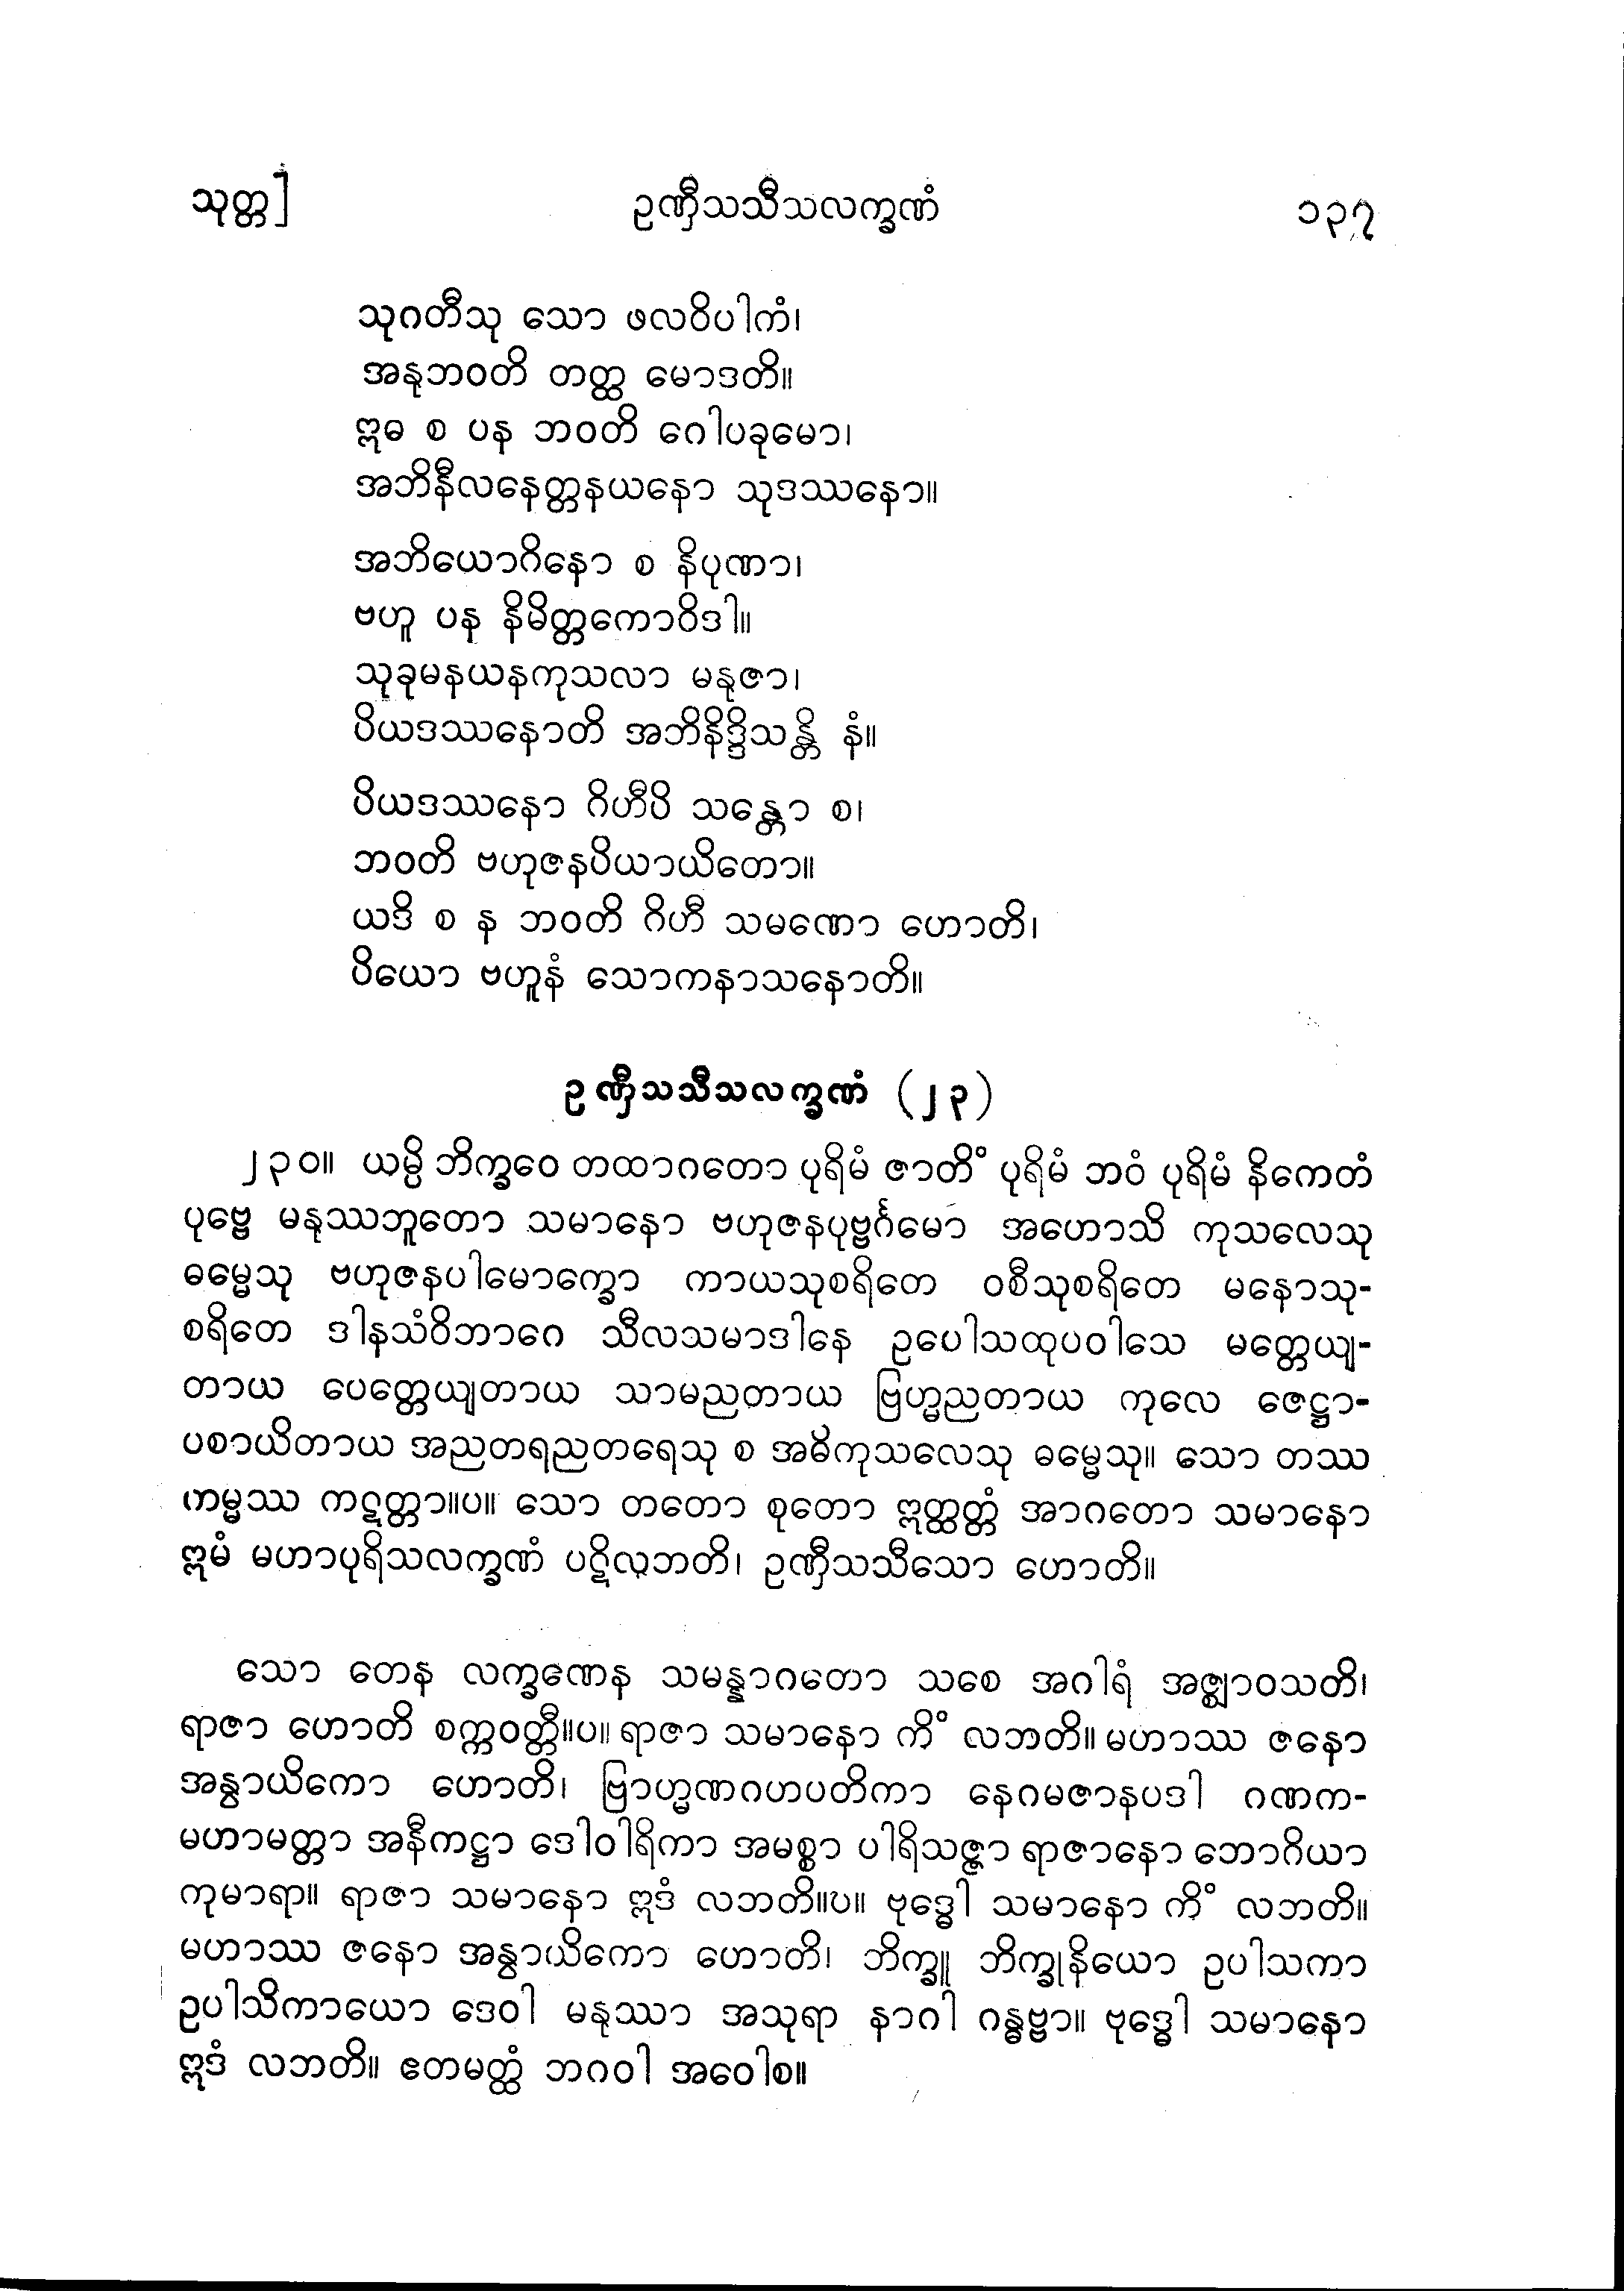 သုတ္တ]
ဥဏှီသသီသလက္ခဏံ
၁၃၇
သုဂတီသု သော ဖလဝိပါကံ၊
အနုဘဝတိ တတ္ထ မောဒတိ။
ဣဓ စ ပန ဘဝတိ ဂေါပခုမော၊
အဘိနီလနေတ္တနယနော သုဒဿနော။
အဘိယောဂိနော စ နိပုဏာ၊
ဗဟူ ပန နိမိတ္တကောဝိဒါ။
သုခုမနယနကုသလာ မနုဇာ၊
ပိယဒဿနောတိ အဘိနိဒ္ဒိသန္တိ နံ။
ပိယဒဿနော ဂိဟီပိ သန္တော စ၊
ဘဝတိ ဗဟုဇနပိယာယိတော။
ယဒိ စ န ဘဝတိ ဂိဟီ သမဏော ဟောတိ၊
ပိယော ဗဟူနံ သောကနာသနောတိ။
ဥဏှီသသီသလက္ခဏံ (၂၃)
၂၃၀။ ယမ္ပိ ဘိက္ခဝေ တထာဂတော ပုရိမံ ဇာတိံ ပုရိမံ ဘဝံ ပုရိမံ နိကေတံ
ပုဗ္ဗေ မနုဿဘူတော သမာနော ဗဟုဇနပုဗ္ဗင်္ဂမော အဟောသိ ကုသလေသု
ဓမ္မေသု ဗဟုဇနပါမောက္ခော ကာယသုစရိတေ ဝစီသုစရိတေ မနောသု-
စရိတေ ဒါနသံဝိဘာဂေ သီလသမာဒါနေ ဥပေါသထုပဝါသေ မတ္တေယျ-
တာယ ပေတ္တေယျတာယ သာမညတာယ ဗြဟ္မညတာယ ကုလေ ဇေဋ္ဌာ-
ပစာယိတာယ အညတရညတရေသု စ အဓိကုသလေသု ဓမ္မေသု။ သော တဿ
ကမ္မဿ ကဋတ္တာ။ပ။ သော တတော စုတော ဣတ္ထတ္တံ အာဂတော သမာနော
ဣမံ မဟာပုရိသလက္ခဏံ ပဋိလဘတိ၊ ဥဏှီသသီသော ဟောတိ။
သော တေန လက္ခဏေန သမန္နာဂတော သစေ အဂါရံ အဇ္ဈာဝသတိ၊
ရာဇာ ဟောတိ စက္ကဝတ္တီ။ပ။ ရာဇာ သမာနော ကိံ လဘတိ။ မဟာဿ ဇနော
အန္വာယိကော ဟောတိ၊ ဗြာဟ္မဏဂဟပတိကာ နေဂမဇာနပဒါ ဂဏက-
မဟာမတ္တာ အနီကဋ္ဌာ ဒေါဝါရိကာ အမစ္စာ ပါရိသဇ္ဇာ ရာဇာနော ဘောဂိယာ
ကုမာရာ။ ရာဇာ သမာနော ဣဒံ လဘတိ။ပ။ ဗုဒ္ဓေါ သမာနော ကိံ လဘတိ။
မဟာဿ ဇနော အန္വာယိကော ဟောတိ၊ ဘိက္ခူ ဘိက္ခုနိယော ဥပါသကာ
ဥပါသိကာယော ဒေဝါ မနုဿာ အသုရာ နာဂါ ဂန္ဓဗ္ဗာ။ ဗုဒ္ဓေါ သမာနော
ဣဒံ လဘတိ။ ဧတမတ္ထံ ဘဂဝါ အဝေါစ။